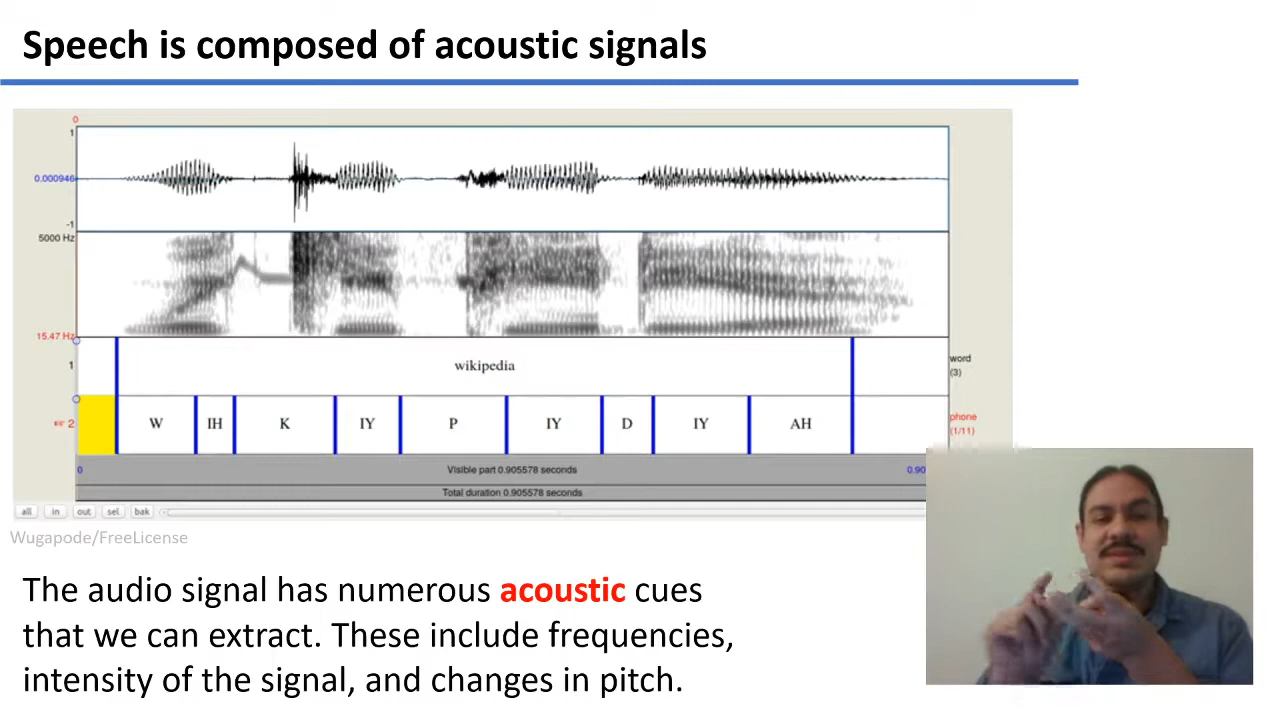 Speech is composed of acoustic signals
0
1
0.000946
-1
5000 Hz
15.47 Hz
1
wikipedia
word
(3)
2
W IH K IY P IY D IY AH
phone
(1/11)
0
Visible part 0.905578 seconds
0.90
Total duration 0.905578 seconds
all in out sel bak
Wugapode/FreeLicense
The audio signal has numerous acoustic cues
that we can extract. These include frequencies,
intensity of the signal, and changes in pitch.